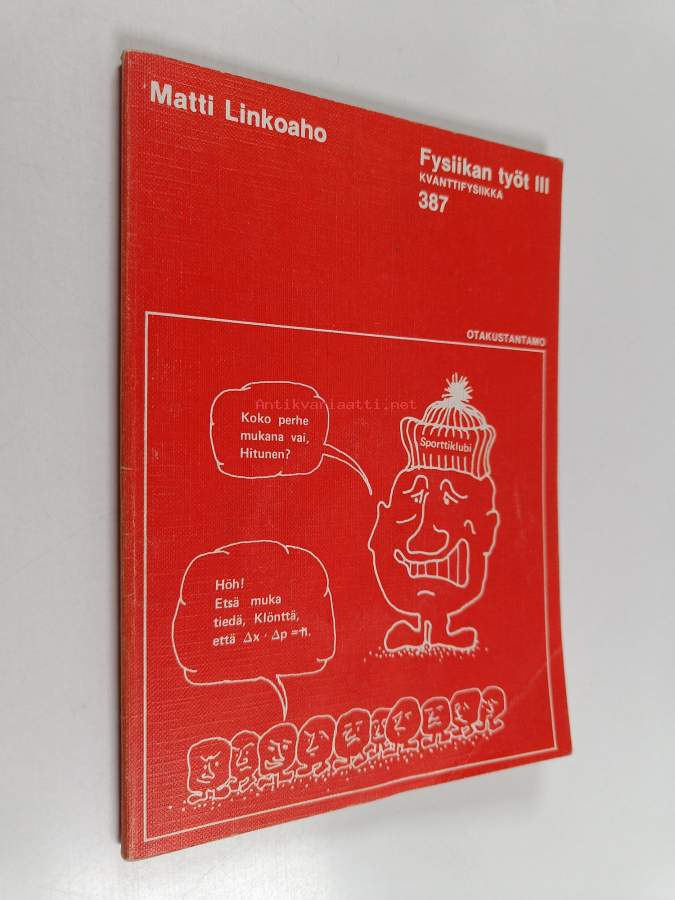 Matti Linkoaho
Fysiikan työt III
KVANTTIFYSIIKKA
387
OTAKUSTANTAMO
Antikvariaatti.net
Koko perhe
mukana vai,
Hitunen?
Sporttiklubi
Höh!
Etsä muka
tiedä, Klönttä,
että Δx · Δp = ħ.